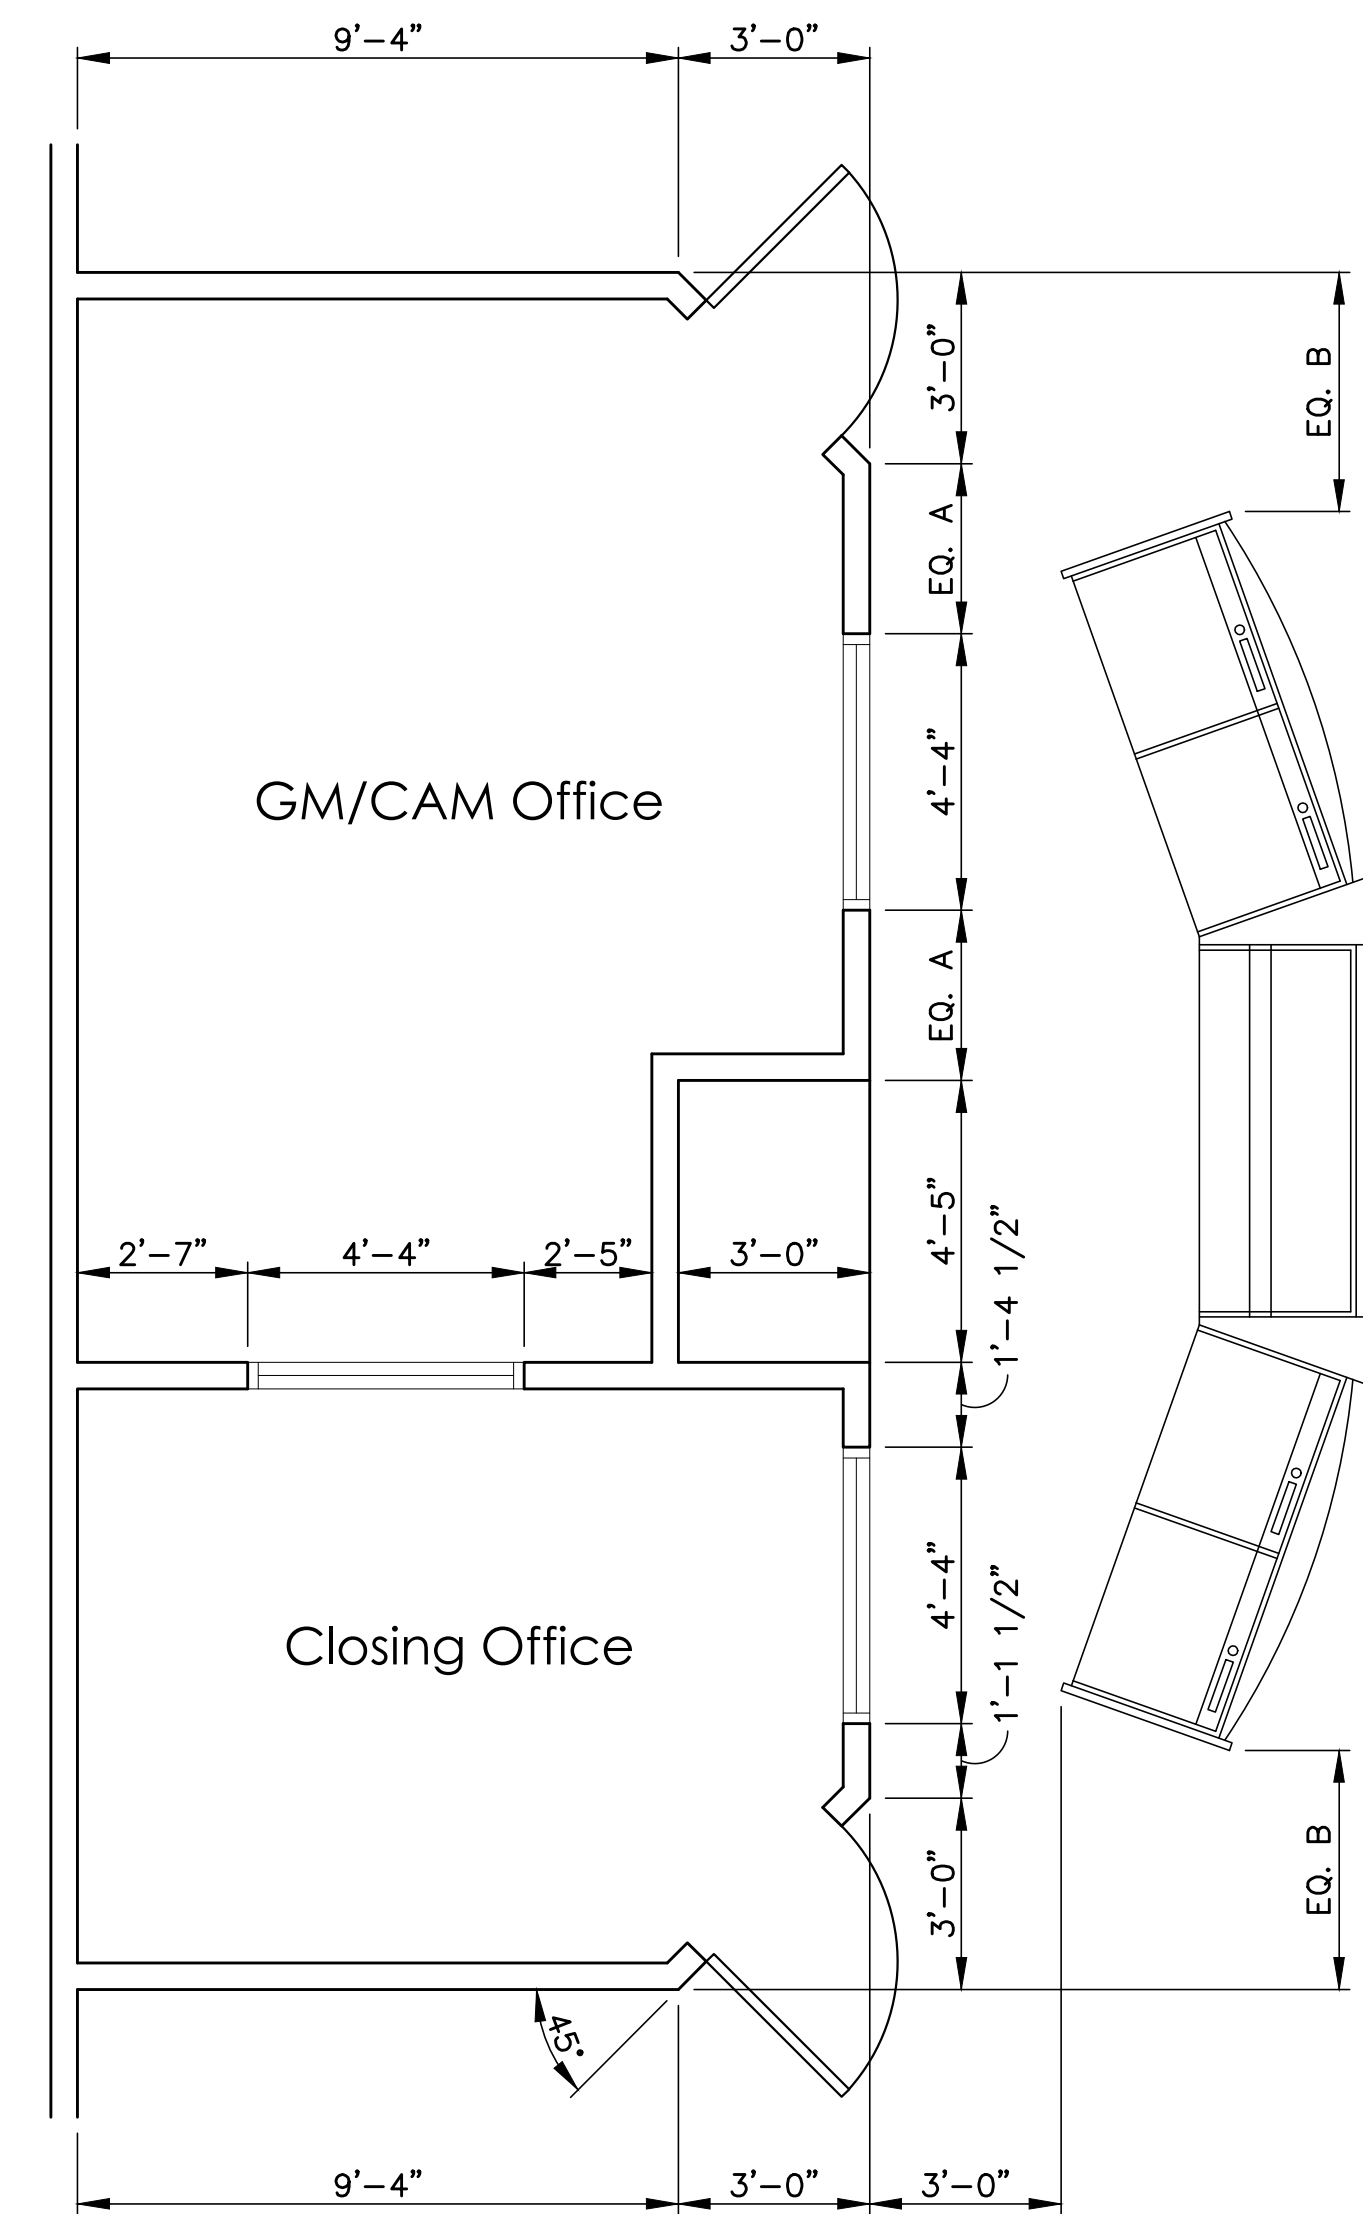 9'-4" 3'-0"
3'-0"
EQ. B
EQ. A
4'-4"
GM/CAM Office
EQ. A
4'-5"
1'-4 1/2"
2'-7" 4'-4" 2'-5" 3'-0"
4'-4"
1'-1 1/2"
Closing Office
3'-0"
EQ. B
45°
9'-4" 3'-0" 3'-0"